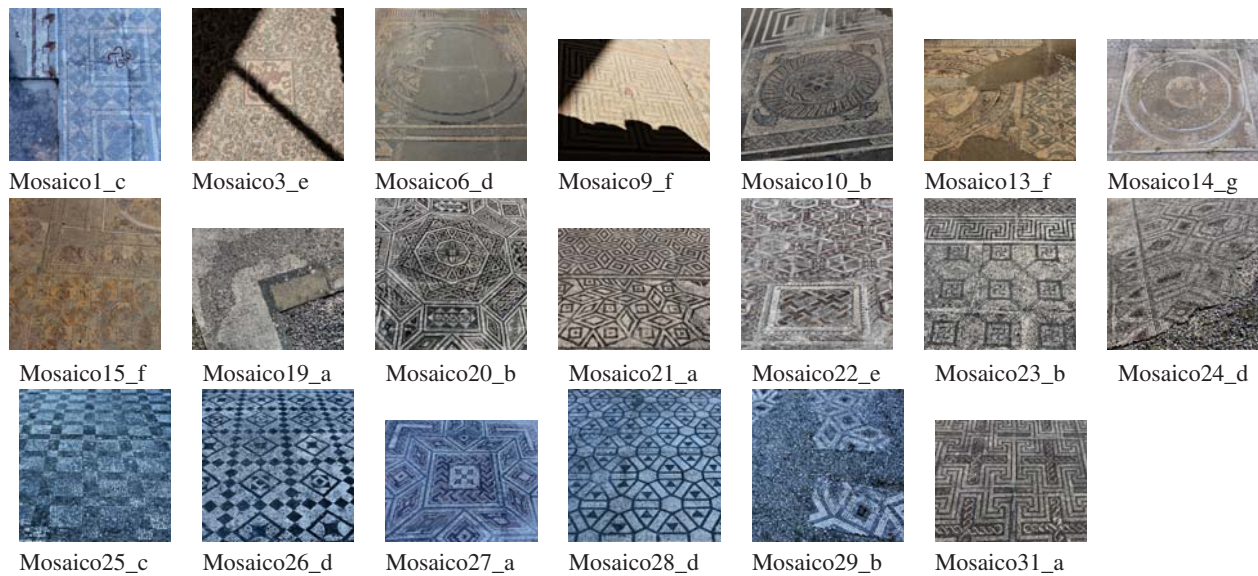 Mosaico1_c Mosaico3_e Mosaico6_d Mosaico9_f Mosaico10_b Mosaico13_f Mosaico14_g
Mosaico15_f Mosaico19_a Mosaico20_b Mosaico21_a Mosaico22_e Mosaico23_b Mosaico24_d
Mosaico25_c Mosaico26_d Mosaico27_a Mosaico28_d Mosaico29_b Mosaico31_a